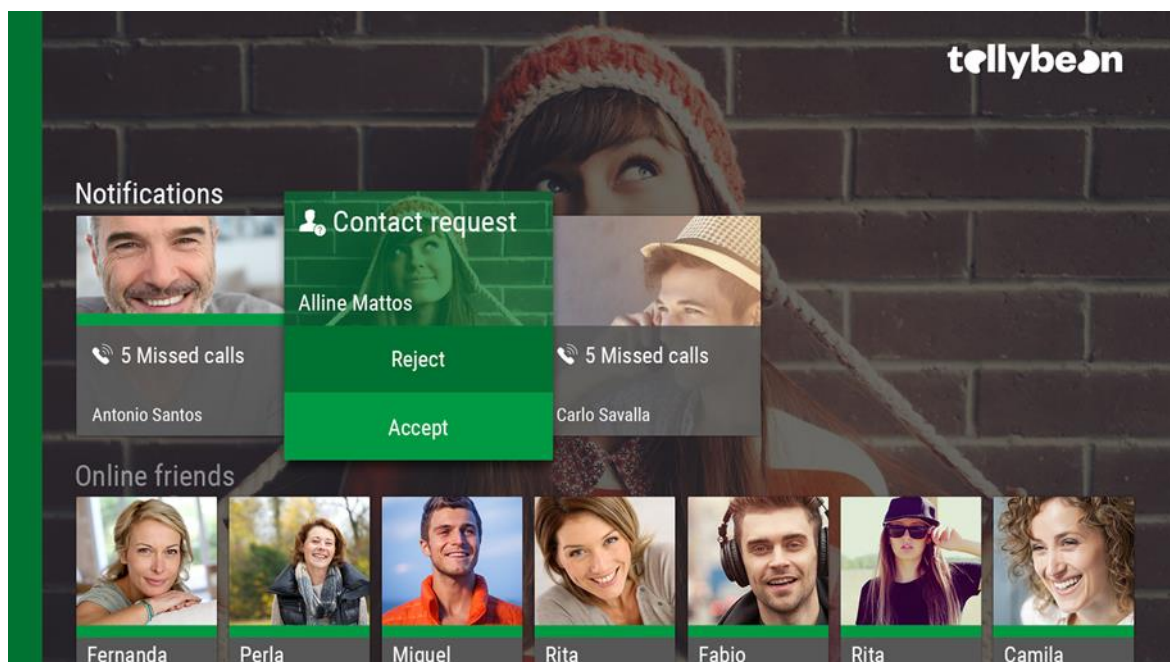 tellybean
Notifications
5 Missed calls
Antonio Santos
Contact request
Alline Mattos
Reject
Accept
5 Missed calls
Carlo Savalla
Online friends
Fernanda
Perla
Miguel
Rita
Fabio
Rita
Camila